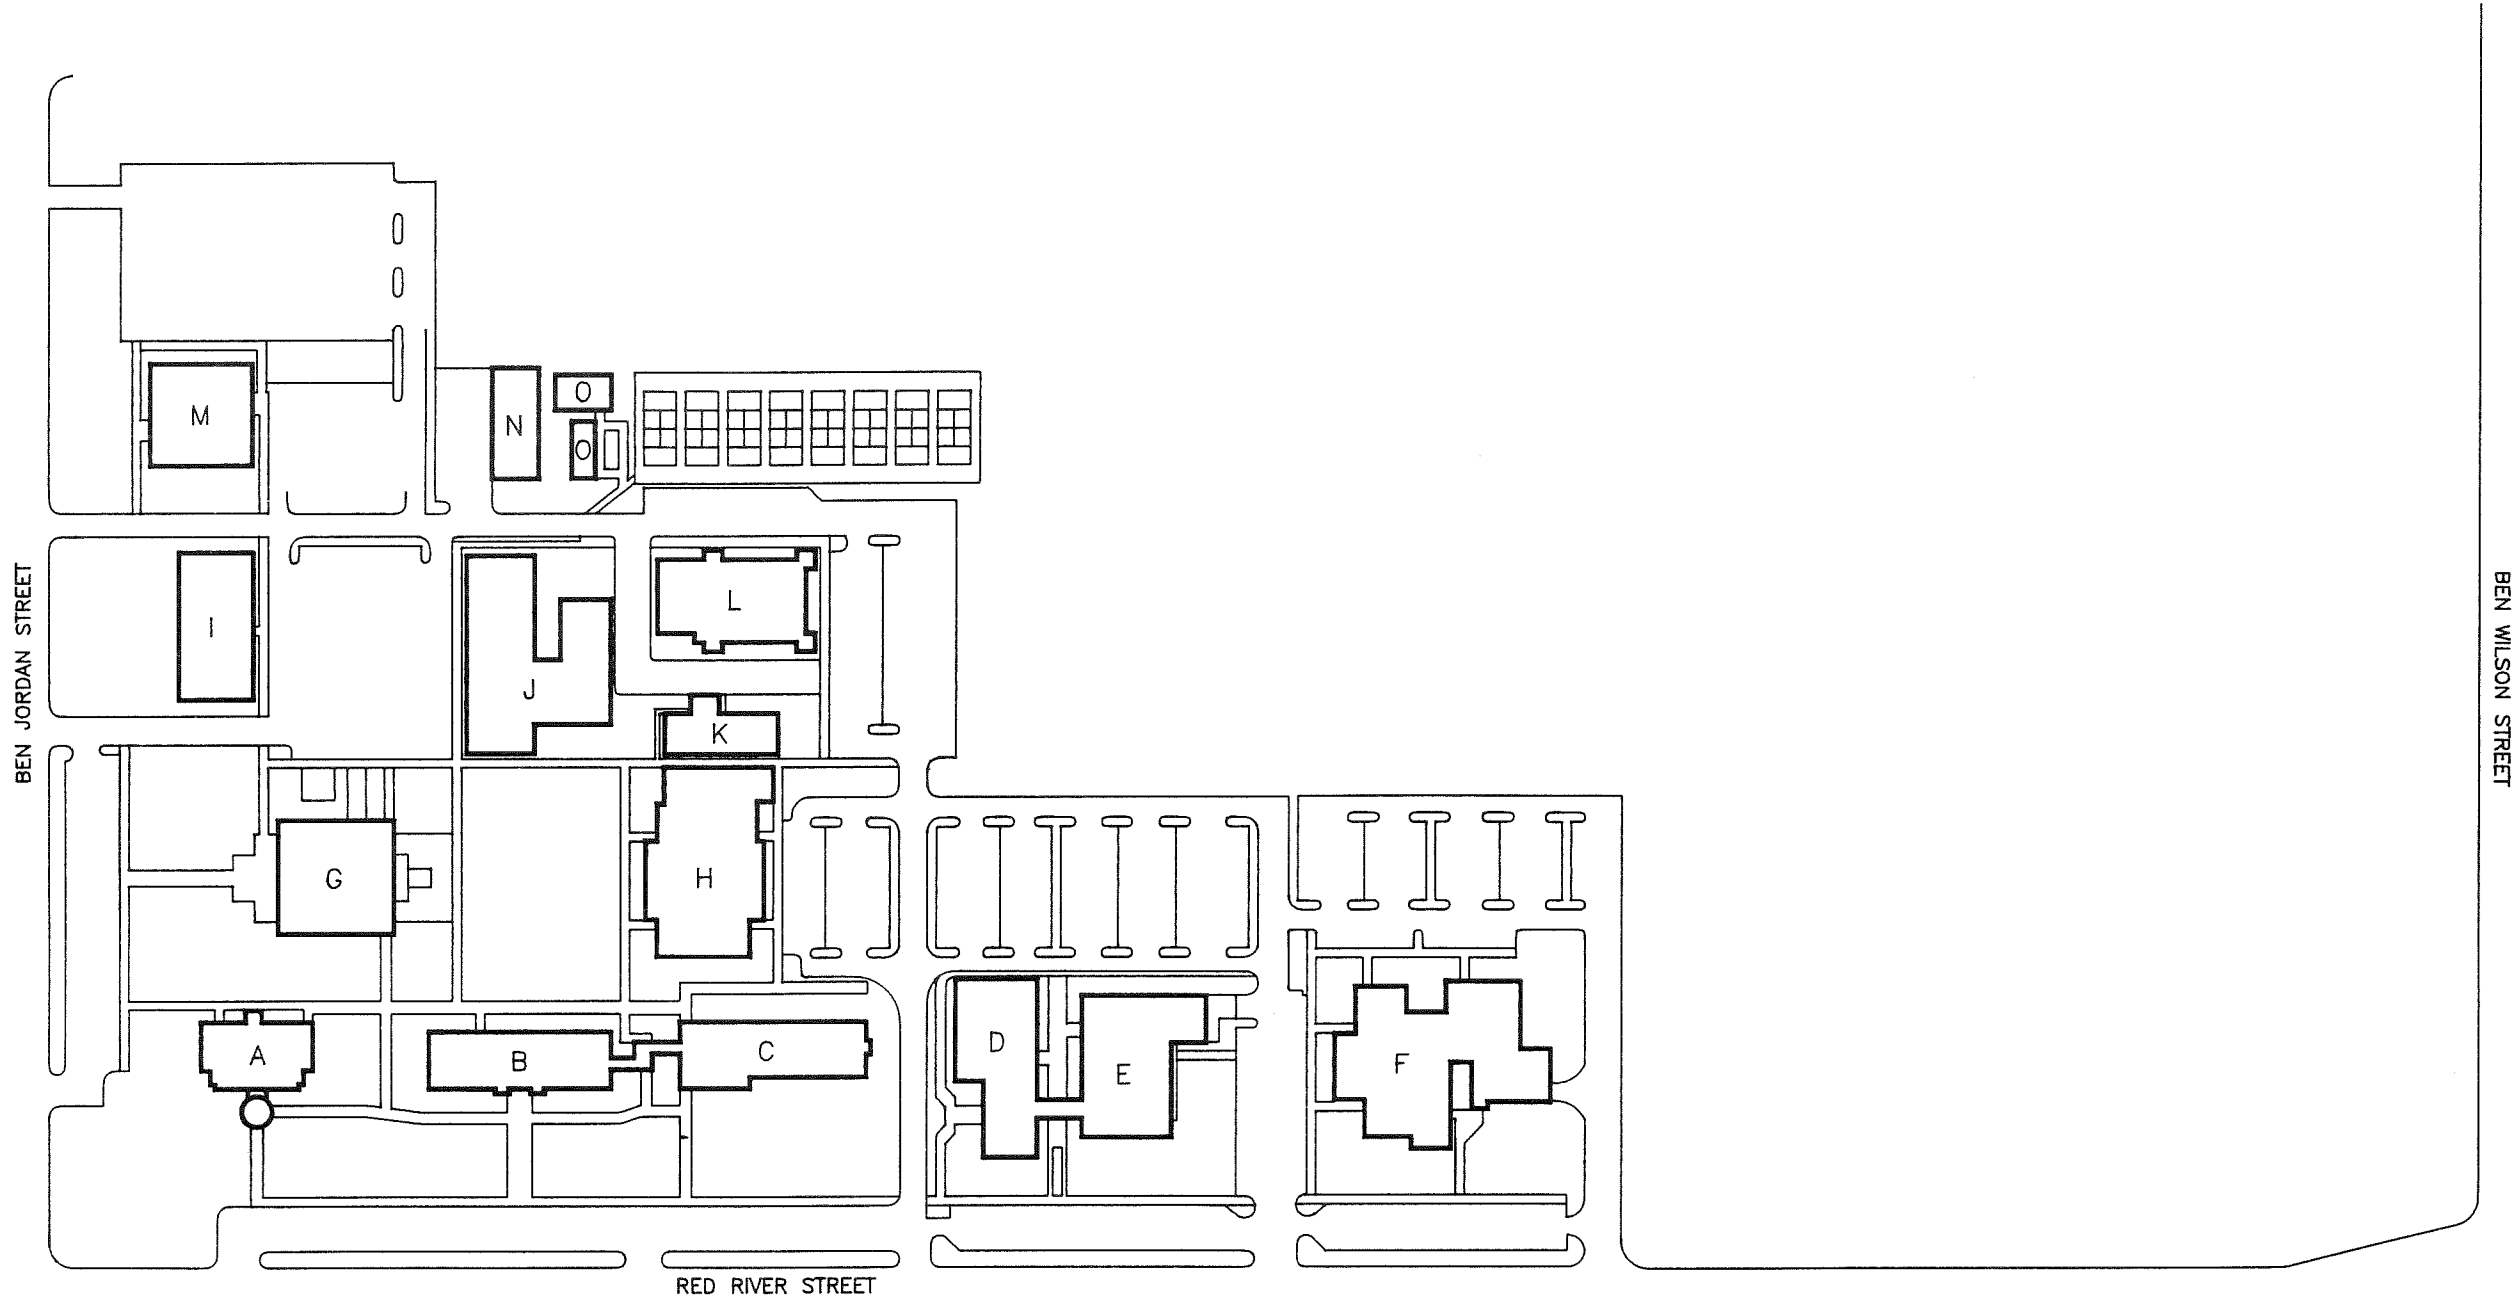 M
N
O
O
I
L
J
K
G
H
A
B
C
D
E
F
BEN JORDAN STREET
BEN WILSON STREET
RED RIVER STREET